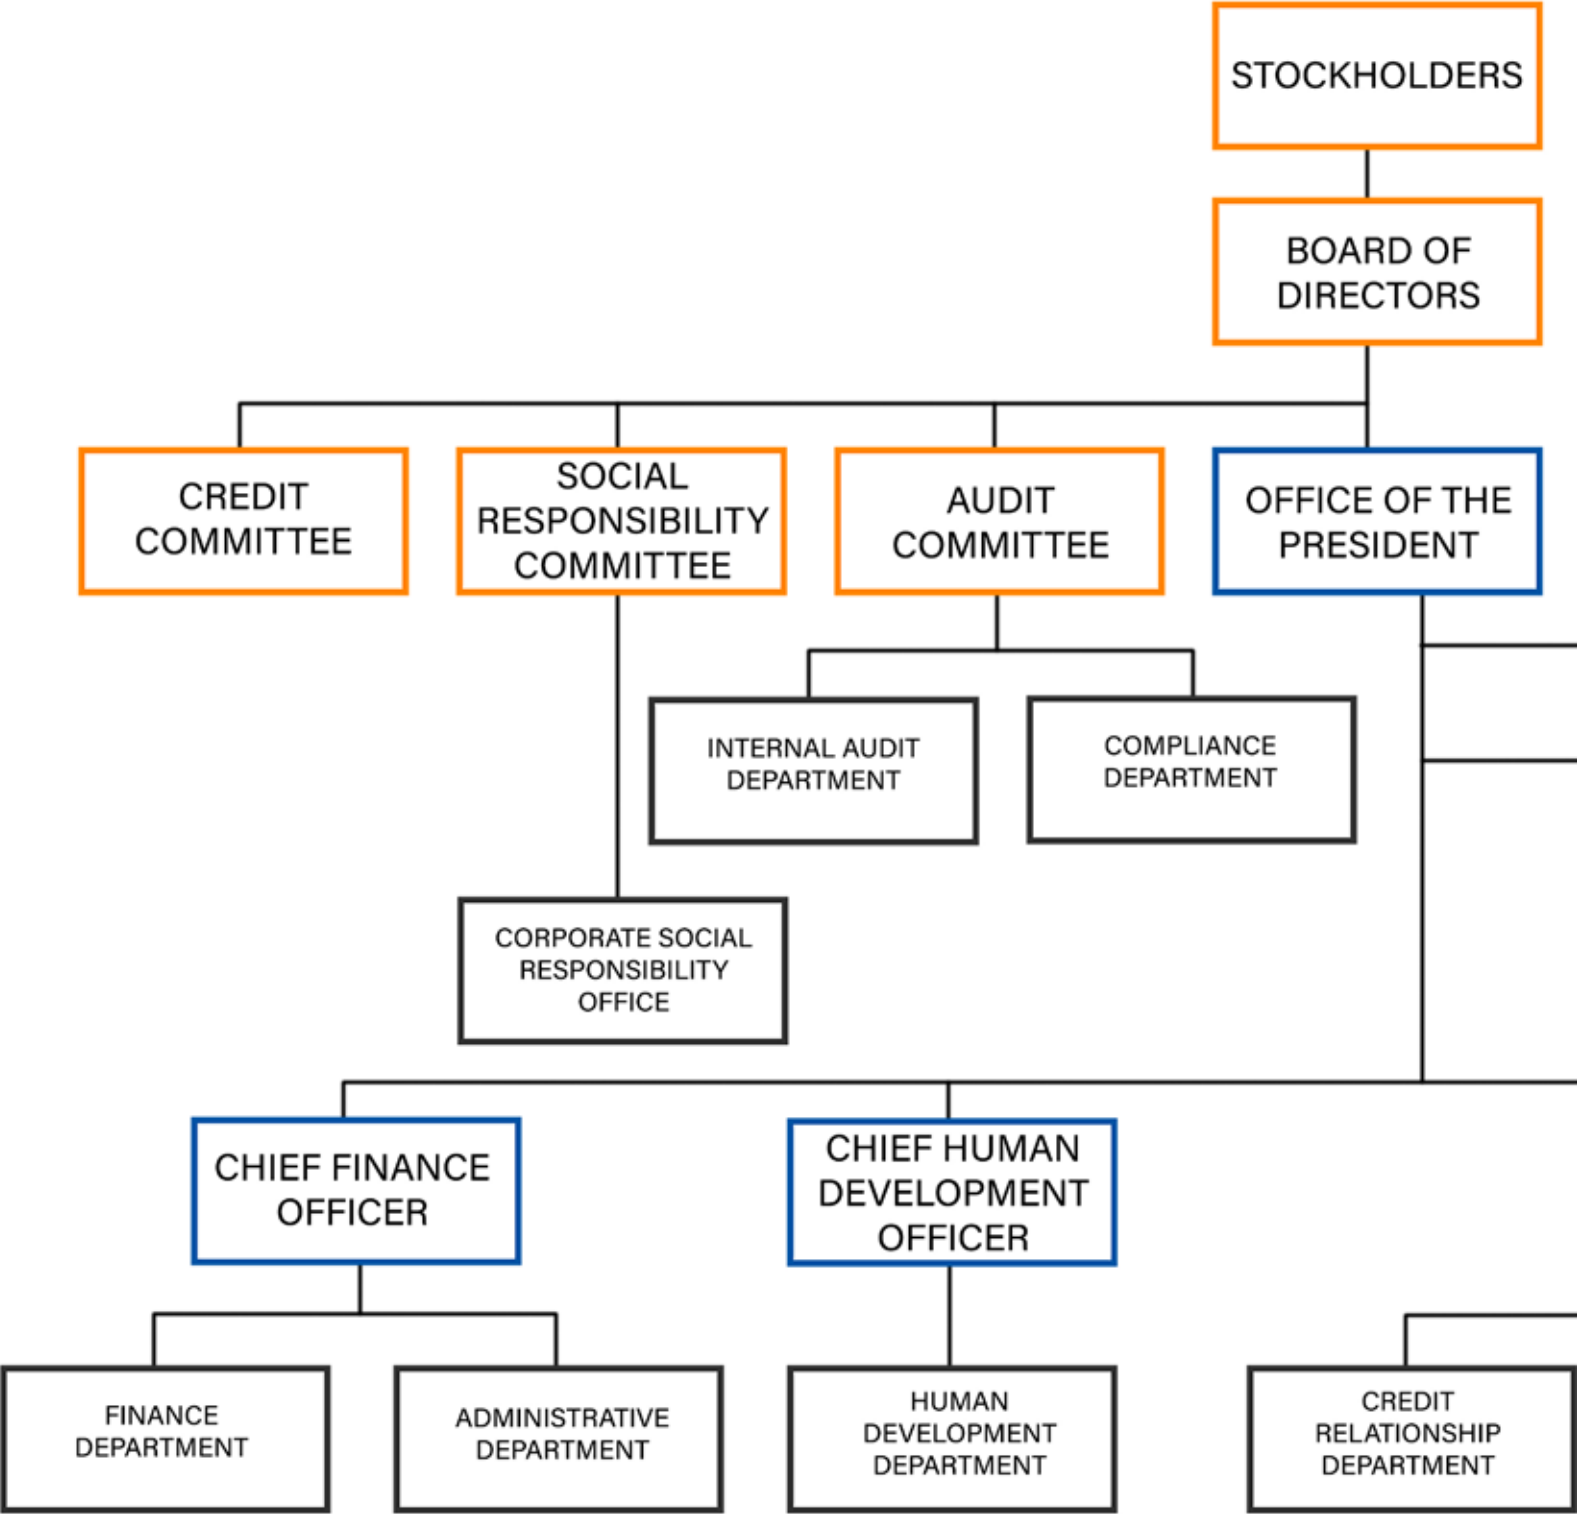 STOCKHOLDERS
BOARD OF
DIRECTORS
CREDIT
COMMITTEE
SOCIAL
RESPONSIBILITY
COMMITTEE
AUDIT
COMMITTEE
OFFICE OF THE
PRESIDENT
INTERNAL AUDIT
DEPARTMENT
COMPLIANCE
DEPARTMENT
CORPORATE SOCIAL
RESPONSIBILITY
OFFICE
CHIEF FINANCE
OFFICER
CHIEF HUMAN
DEVELOPMENT
OFFICER
FINANCE
DEPARTMENT
ADMINISTRATIVE
DEPARTMENT
HUMAN
DEVELOPMENT
DEPARTMENT
CREDIT
RELATIONSHIP
DEPARTMENT